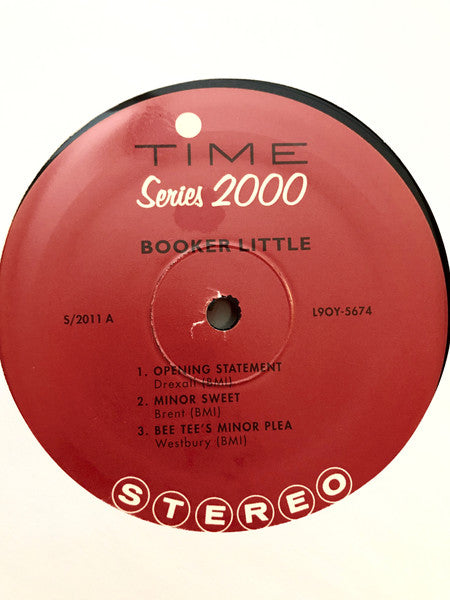 TIME
Series 2000
BOOKER LITTLE
S/2011 A
L9OY-5674
1. OPENING STATEMENT
Drexall (BMI)
2. MINOR SWEET
Brent (BMI)
3. BEE TEE'S MINOR PLEA
Westbury (BMI)
STEREO